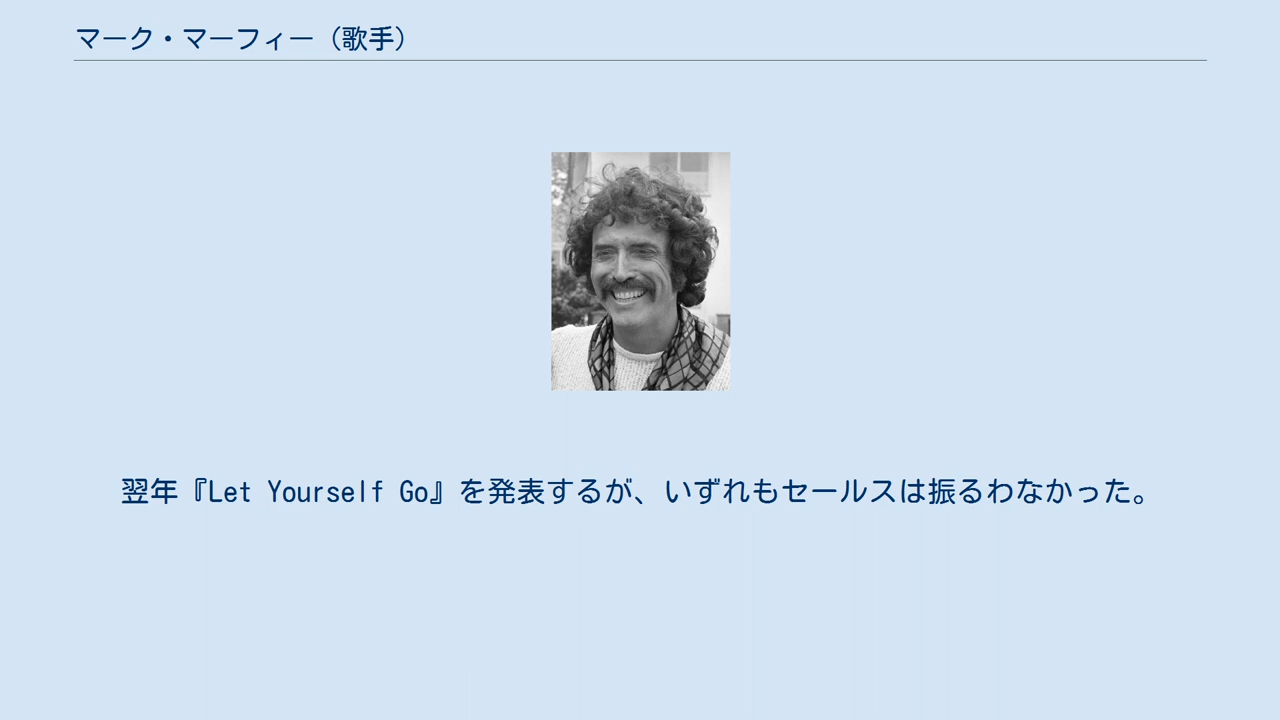 マーク・マーフィー（歌手）
翌年『Let Yourself Go』を発表するが、いずれもセールスは振るわなかった。